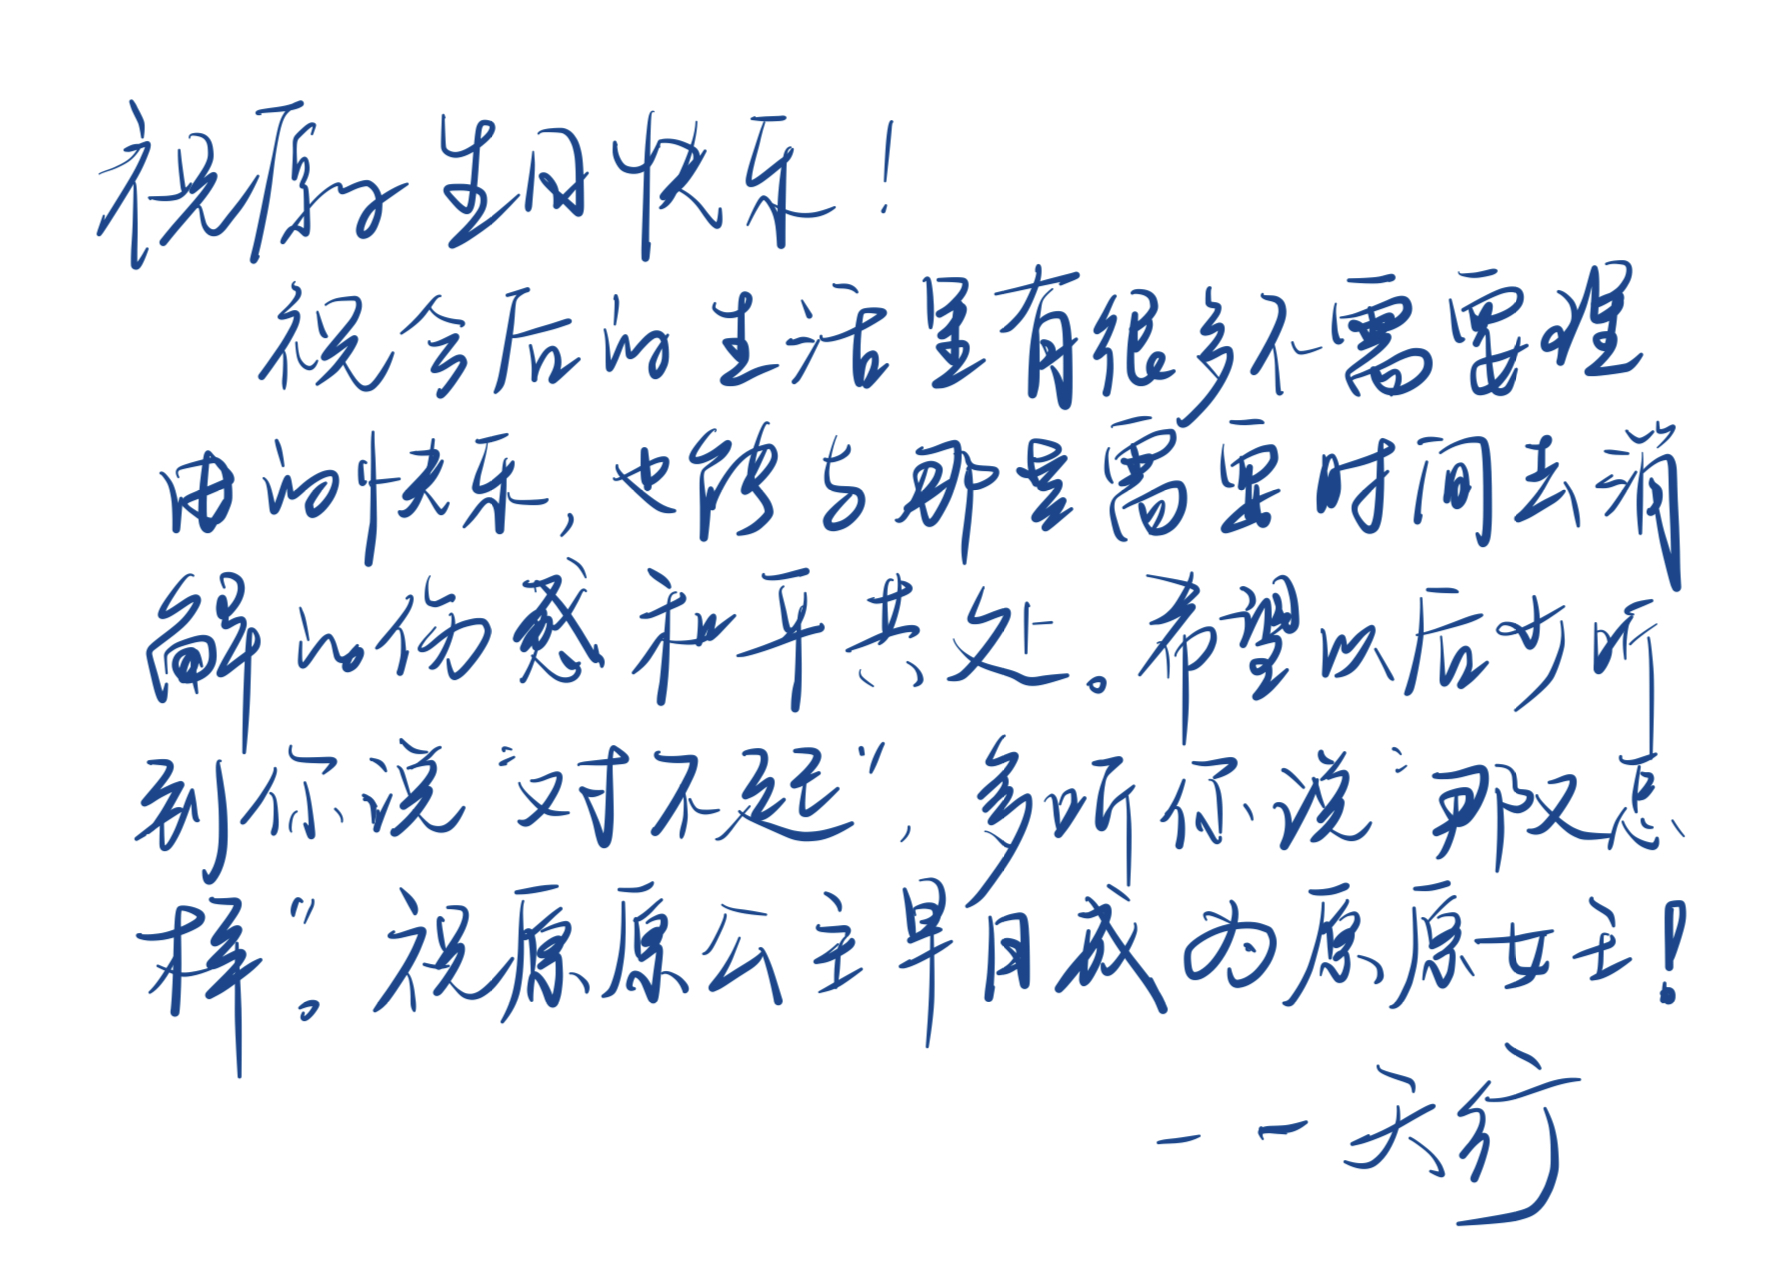 祝原原生日快乐！
祝今后的生活里有很多不需要理
由的快乐，也能与那些需要时间去消
解的伤感和平共处。希望以后少听
到你说“对不起”，多听你说“那又怎
样”。祝原原公主早日成为原原女王！
——天行